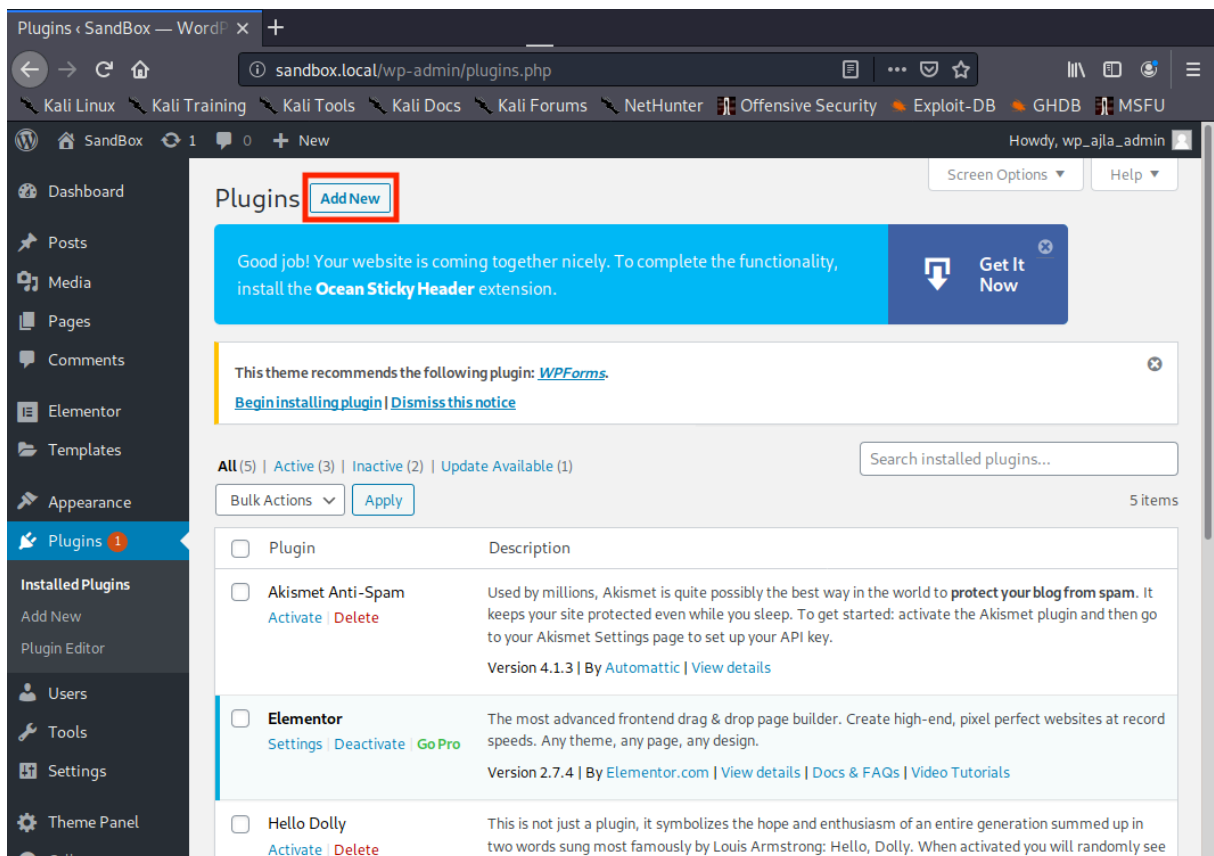 Plugins ‹ SandBox — WordP
sandbox.local/wp-admin/plugins.php
Kali Linux Kali Training Kali Tools Kali Docs Kali Forums NetHunter Offensive Security Exploit-DB GHDB MSFU
SandBox 1 0 + New Howdy, wp_ajla_admin
Screen Options Help
Dashboard
Posts
Media
Pages
Comments
Elementor
Templates
Appearance
Plugins 1
Installed Plugins
Add New
Plugin Editor
Users
Tools
Settings
Theme Panel
Plugins Add New
Good job! Your website is coming together nicely. To complete the functionality,
install the Ocean Sticky Header extension.
Get It
Now
This theme recommends the following plugin: WPForms.
Begin installing plugin | Dismiss this notice
All (5) | Active (3) | Inactive (2) | Update Available (1)
Search installed plugins...
Bulk Actions Apply
5 items
Plugin Description
Akismet Anti-Spam
Activate | Delete
Used by millions, Akismet is quite possibly the best way in the world to protect your blog from spam. It
keeps your site protected even while you sleep. To get started: activate the Akismet plugin and then go
to your Akismet Settings page to set up your API key.
Version 4.1.3 | By Automattic | View details
Elementor
Settings | Deactivate | Go Pro
The most advanced frontend drag & drop page builder. Create high-end, pixel perfect websites at record
speeds. Any theme, any page, any design.
Version 2.7.4 | By Elementor.com | View details | Docs & FAQs | Video Tutorials
Hello Dolly
Activate | Delete
This is not just a plugin, it symbolizes the hope and enthusiasm of an entire generation summed up in
two words sung most famously by Louis Armstrong: Hello, Dolly. When activated you will randomly see